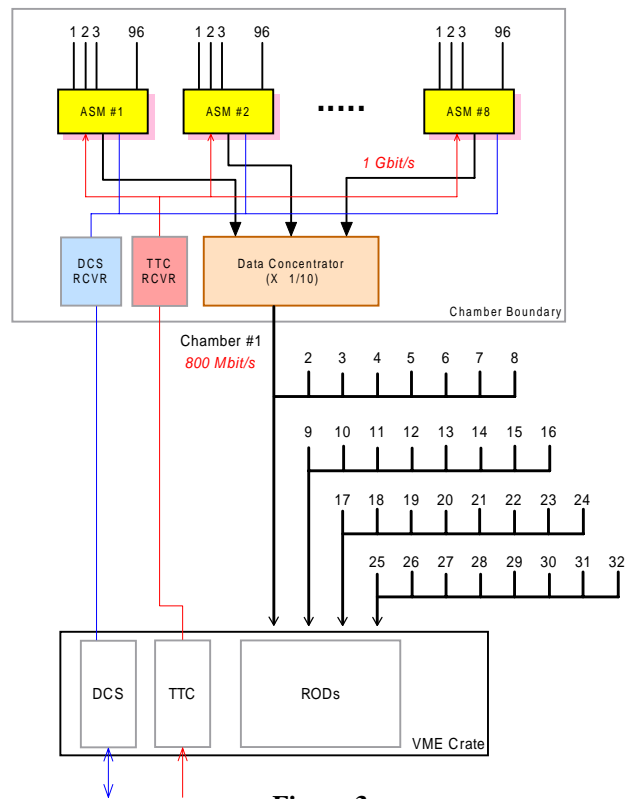 1 2 3 96 1 2 3 96 1 2 3 96
ASM #1 ASM #2 ..... ASM #8
1 Gbit/s
DCS RCVR
TTC RCVR
Data Concentrator
(X 1/10)
Chamber Boundary
Chamber #1
800 Mbit/s
2 3 4 5 6 7 8
9 10 11 12 13 14 15 16
17 18 19 20 21 22 23 24
25 26 27 28 29 30 31 32
DCS TTC RODs
VME Crate